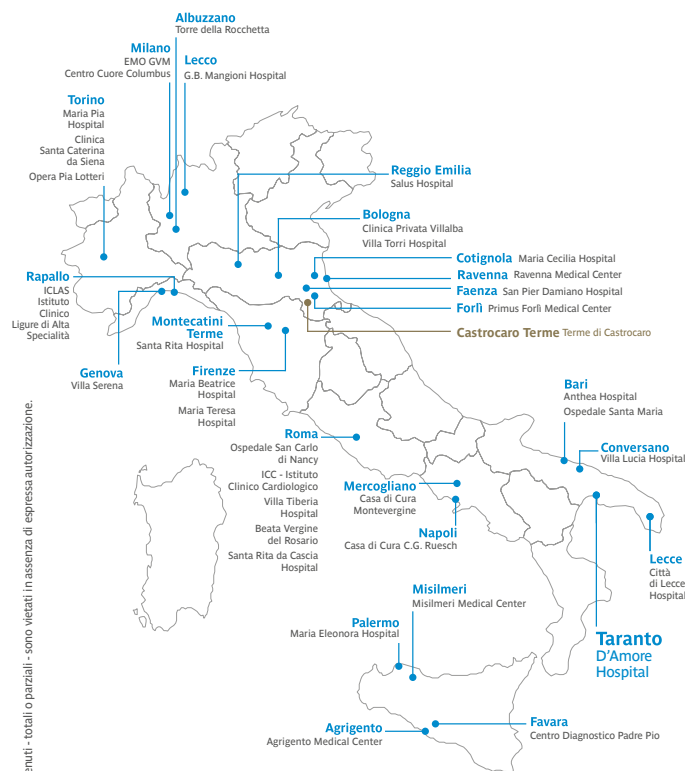 Albuzzano
Torre della Rocchetta
Milano
EMO GVM
Centro Cuore Columbus
Lecco
G.B. Mangioni Hospital
Torino
Maria Pia
Hospital
Clinica
Santa Caterina
da Siena
Opera Pia Lotteri
Reggio Emilia
Salus Hospital
Bologna
Clinica Privata Villalba
Villa Torri Hospital
Cotignola Maria Cecilia Hospital
Ravenna Ravenna Medical Center
Faenza San Pier Damiano Hospital
Forlì Primus Forlì Medical Center
Castrocaro Terme Terme di Castrocaro
Rapallo
ICLAS
Istituto
Clinico
Ligure di Alta
Specialità
Genova
Villa Serena
Montecatini
Terme
Santa Rita Hospital
Firenze
Maria Beatrice
Hospital
Maria Teresa
Hospital
Roma
Ospedale San Carlo
di Nancy
ICC - Istituto
Clinico Cardiologico
Villa Tiberia
Hospital
Beata Vergine
del Rosario
Santa Rita da Cascia
Hospital
Mercogliano
Casa di Cura
Montevergine
Napoli
Casa di Cura C.G. Ruesch
Bari
Anthea Hospital
Ospedale Santa Maria
Conversano
Villa Lucia Hospital
Lecce
Città
di Lecce
Hospital
Taranto
D'Amore
Hospital
Misilmeri
Misilmeri Medical Center
Palermo
Maria Eleonora Hospital
Agrigento
Agrigento Medical Center
Favara
Centro Diagnostico Padre Pio
- totali o parziali - sono vietati in assenza di espressa autorizzazione.